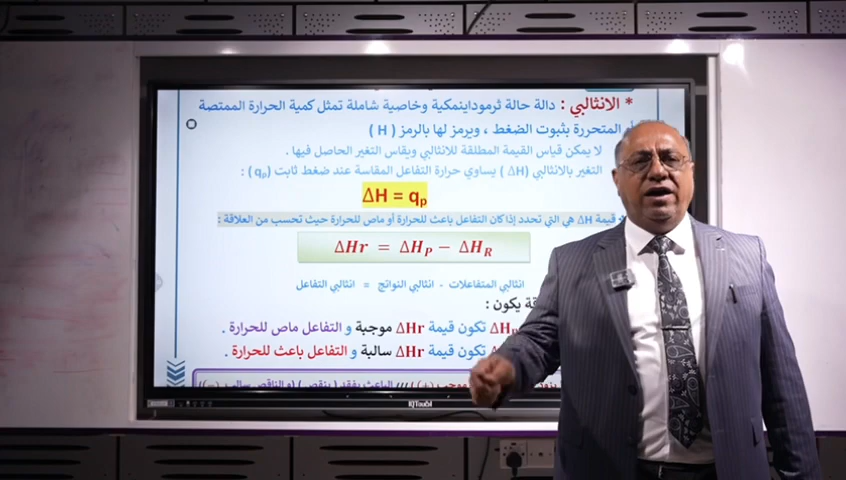 * الانثالبي : دالة حالة ثرموداينمكية وخاصية شاملة تمثل كمية الحرارة الممتصة
المتحررة بثبوت الضغط ، ويرمز لها بالرمز ( H )
لا يمكن قياس القيمة المطلقة للانثالبي ويقاس التغير الحاصل فيها .
التغير بالانثالبي (ΔH) يساوي حرارة التفاعل المقاسة عند ضغط ثابت (qp) :
ΔH = qp
قيمة ΔH هي التي تحدد إذا كان التفاعل باعث للحرارة أو ماص للحرارة حيث تحسب من العلاقة :
ΔHr = ΔHP − ΔHR
انثالبي المتفاعلات - انثالبي النواتج = انثالبي التفاعل
يكون :
تكون قيمة ΔHr موجبة و التفاعل ماص للحرارة .
تكون قيمة ΔHr سالبة و التفاعل باعث للحرارة .
IQTouch